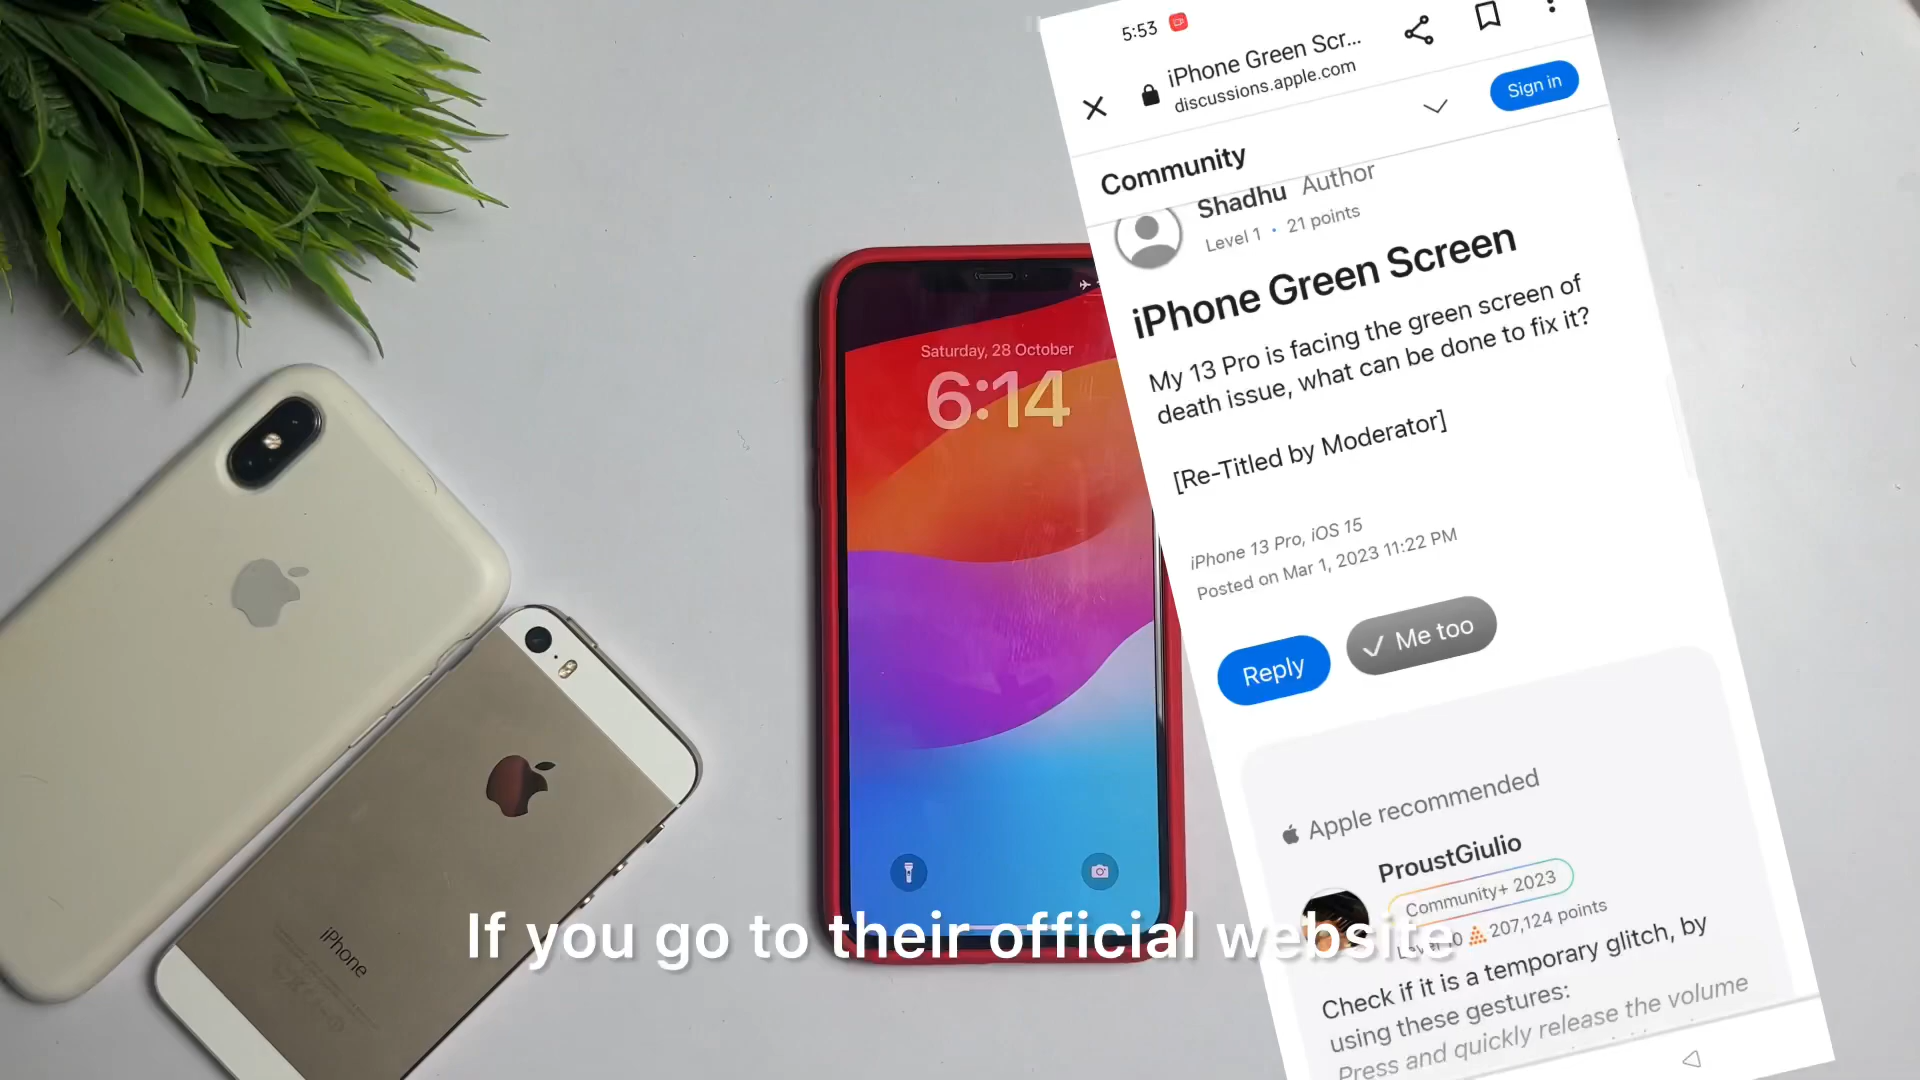 5:53
iPhone Green Scr...
discussions.apple.com
Sign in
Community
Shadhu Author
Level 1 • 21 points
iPhone Green Screen
My 13 Pro is facing the green screen of
death issue, what can be done to fix it?
[Re-Titled by Moderator]
iPhone 13 Pro, iOS 15
Posted on Mar 1, 2023 11:22 PM
Reply
Me too
Apple recommended
ProustGiulio
Community+ 2023
207,124 points
Check if it is a temporary glitch, by
using these gestures:
Press and quickly release the volume
Saturday, 28 October
6:14
iPhone
If you go to their official website